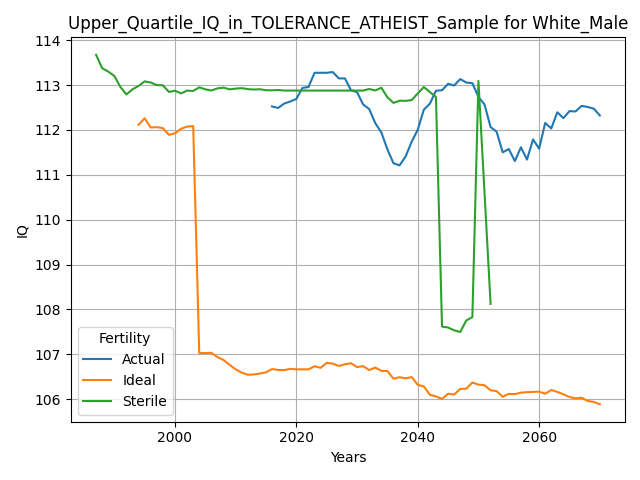 Upper_Quartile_IQ_in_TOLERANCE_ATHEIST_Sample for White_Male
114
113
112
111
110
109
108
107
106
IQ
Fertility
Actual
Ideal
Sterile
2000
2020
2040
2060
Years